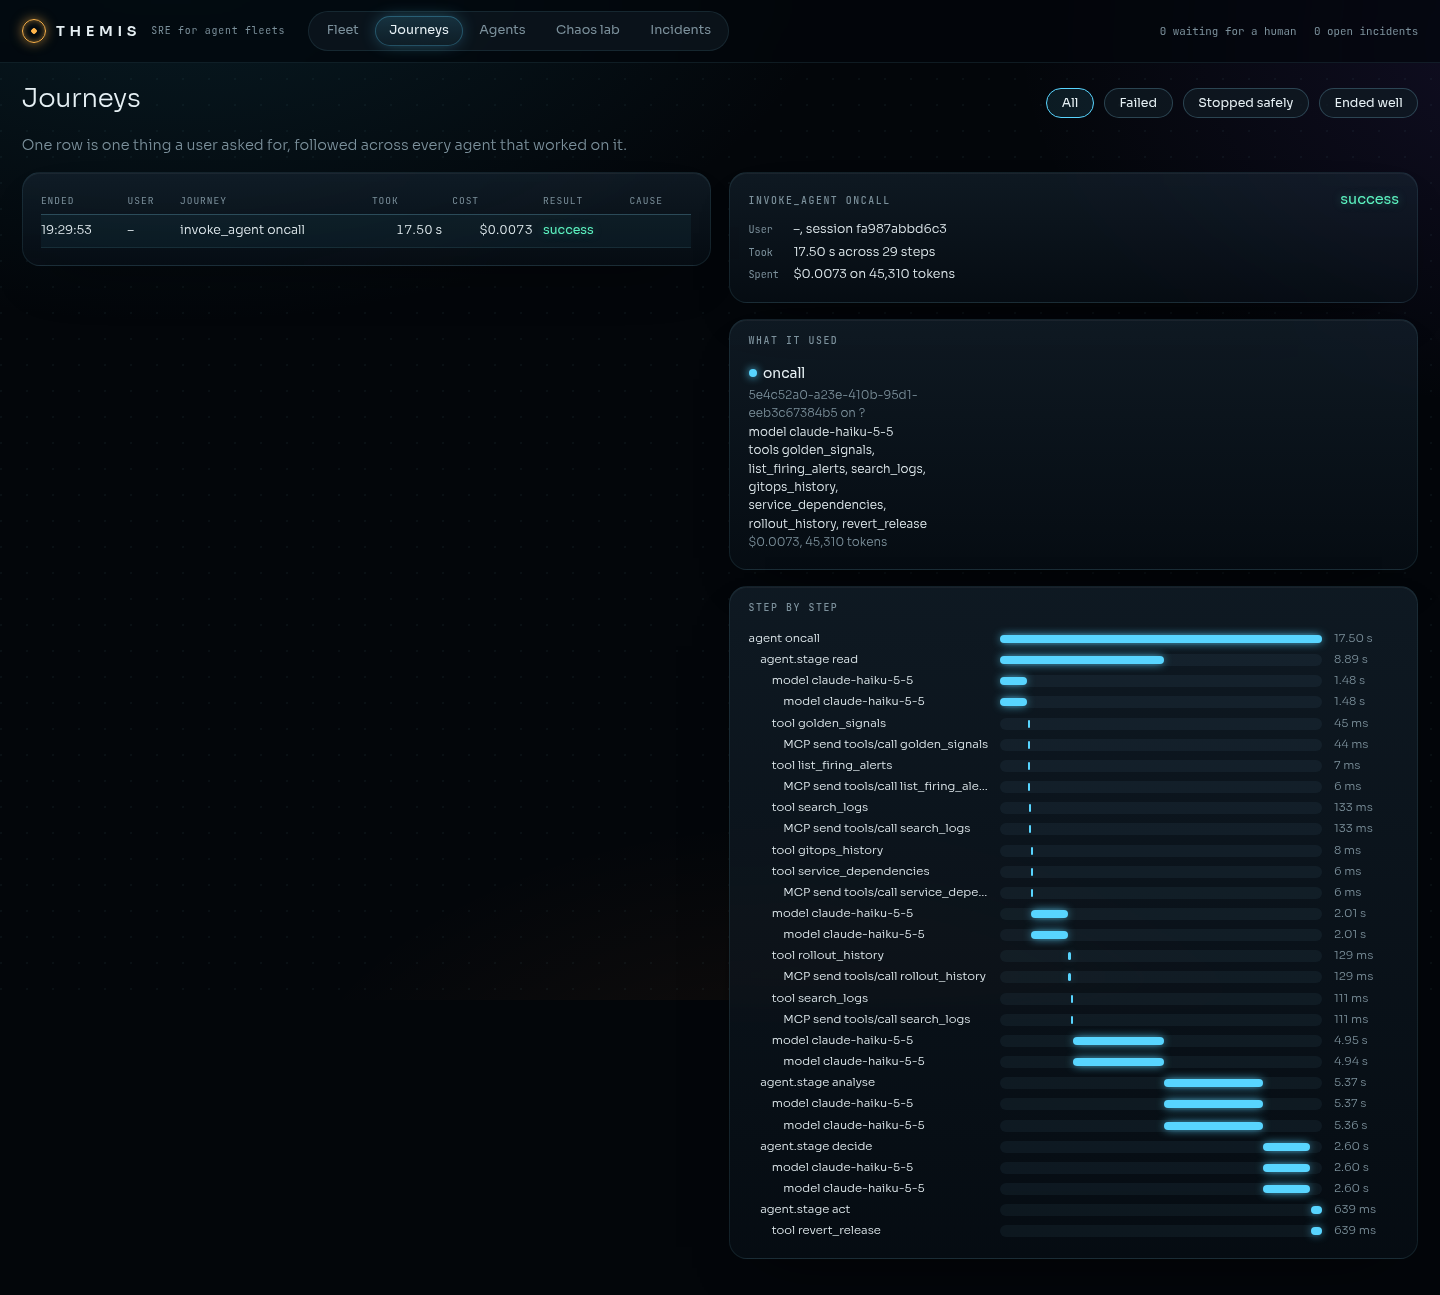 THEMIS SRE for agent fleets Fleet Journeys Agents Chaos lab Incidents 0 waiting for a human 0 open incidents
Journeys All Failed Stopped safely Ended well
One row is one thing a user asked for, followed across every agent that worked on it.
ENDED USER JOURNEY TOOK COST RESULT CAUSE
19:29:53 – invoke_agent oncall 17.50 s $0.0073 success
INVOKE_AGENT ONCALL success
User –, session fa987abbd6c3
Took 17.50 s across 29 steps
Spent $0.0073 on 45,310 tokens
WHAT IT USED
oncall
5e4c52a0-a23e-410b-95d1-
eeb3c67384b5 on ?
model claude-haiku-5-5
tools golden_signals,
list_firing_alerts, search_logs,
gitops_history,
service_dependencies,
rollout_history, revert_release
$0.0073, 45,310 tokens
STEP BY STEP
agent oncall 17.50 s
agent.stage read 8.89 s
model claude-haiku-5-5 1.48 s
model claude-haiku-5-5 1.48 s
tool golden_signals 45 ms
MCP send tools/call golden_signals 44 ms
tool list_firing_alerts 7 ms
MCP send tools/call list_firing_ale... 6 ms
tool search_logs 133 ms
MCP send tools/call search_logs 133 ms
tool gitops_history 8 ms
tool service_dependencies 6 ms
MCP send tools/call service_depe... 6 ms
model claude-haiku-5-5 2.01 s
model claude-haiku-5-5 2.01 s
tool rollout_history 129 ms
MCP send tools/call rollout_history 129 ms
tool search_logs 111 ms
MCP send tools/call search_logs 111 ms
model claude-haiku-5-5 4.95 s
model claude-haiku-5-5 4.94 s
agent.stage analyse 5.37 s
model claude-haiku-5-5 5.37 s
model claude-haiku-5-5 5.36 s
agent.stage decide 2.60 s
model claude-haiku-5-5 2.60 s
model claude-haiku-5-5 2.60 s
agent.stage act 639 ms
tool revert_release 639 ms